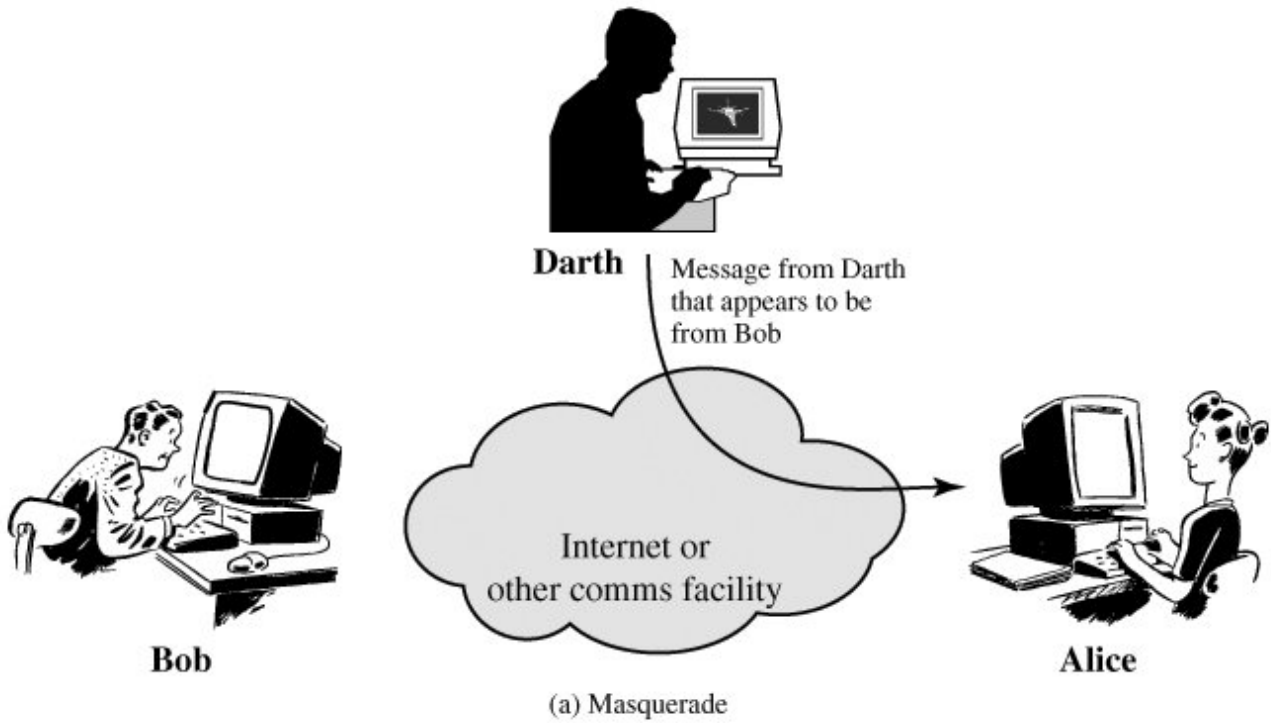 Darth
Message from Darth
that appears to be
from Bob
Internet or
other comms facility
Bob
Alice
(a) Masquerade